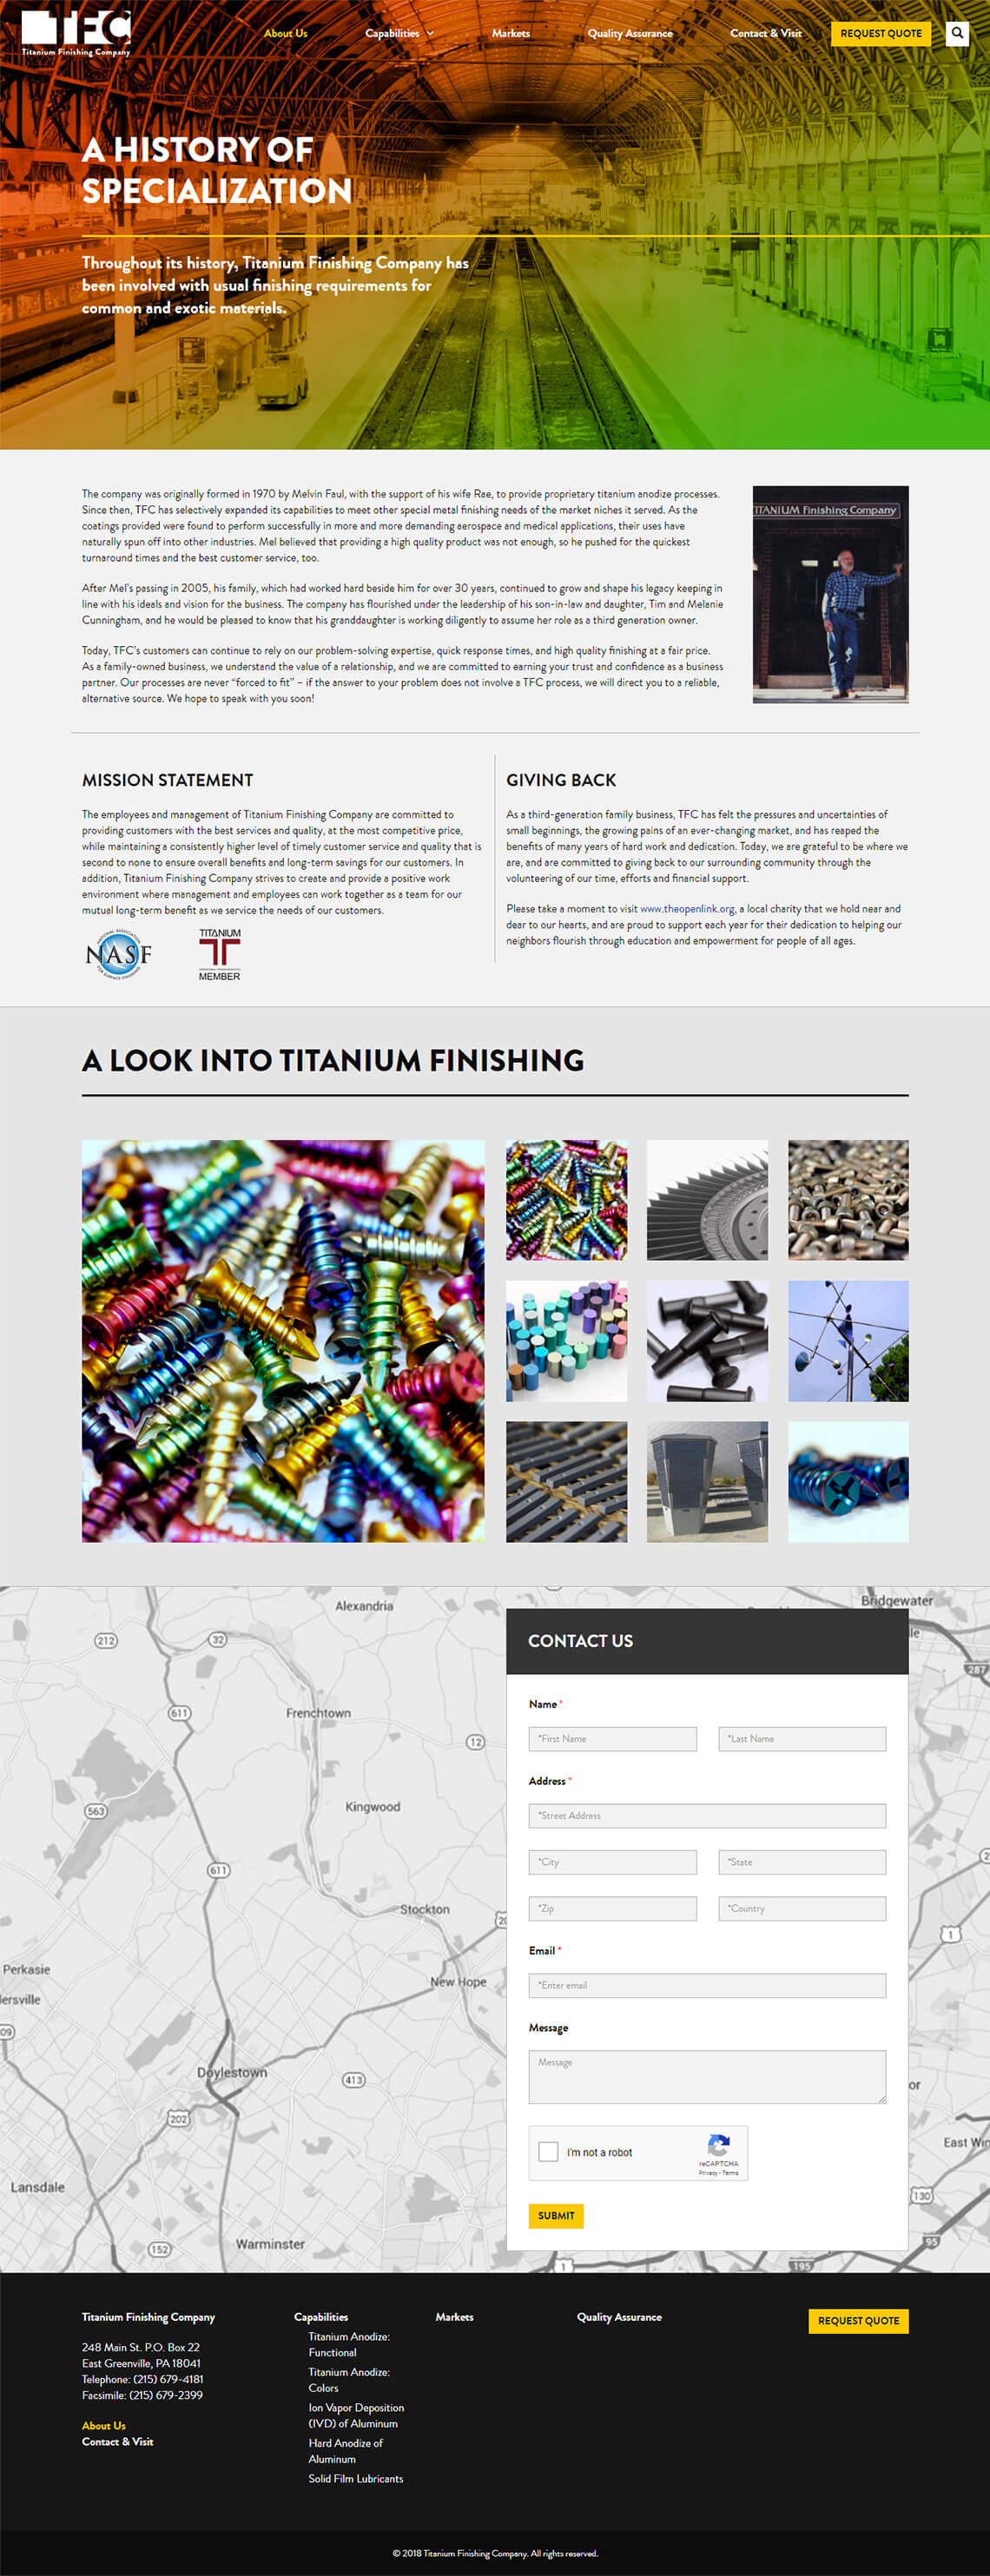 TFC
Titanium Finishing Company
About Us
Capabilities
Markets
Quality Assurance
Contact & Visit
REQUEST QUOTE
A HISTORY OF
SPECIALIZATION
Throughout its history, Titanium Finishing Company has
been involved with usual finishing requirements for
common and exotic materials.
The company was originally formed in 1970 by Melvin Faul, with the support of his wife Rae, to provide proprietary titanium anodize processes.
Since then, TFC has selectively expanded its capabilities to meet other special metal finishing needs of the market niches it served. As the
coatings provided were found to perform successfully in more and more demanding aerospace and medical applications, their uses have
naturally spun off into other industries. Mel believed that providing a high quality product was not enough, so he pushed for the quickest
turnaround times and the best customer service, too.
TITANIUM Finishing Company
After Mel's passing in 2005, his family, which had worked hard beside him for over 30 years, continued to grow and shape his legacy keeping in
line with his ideals and vision for the business. The company has flourished under the leadership of his son-in-law and daughter, Tim and Melanie
Cunningham, and he would be pleased to know that his granddaughter is working diligently to assume her role as a third generation owner.
Today, TFC's customers can continue to rely on our problem-solving expertise, quick response times, and high quality finishing at a fair price.
As a family-owned business, we understand the value of a relationship, and we are committed to earning your trust and confidence as a business
partner. Our processes are never "forced to fit" – if the answer to your problem does not involve a TFC process, we will direct you to a reliable,
alternative source. We hope to speak with you soon!
MISSION STATEMENT
The employees and management of Titanium Finishing Company are committed to
providing customers with the best services and quality, at the most competitive price,
while maintaining a consistently higher level of timely customer service and quality that is
second to none to ensure overall benefits and long-term savings for our customers. In
addition, Titanium Finishing Company strives to create and provide a positive work
environment where management and employees can work together as a team for our
mutual long-term benefit as we service the needs of our customers.
NATIONAL ASSOCIATION
NASF
FOR SURFACE FINISHING
TITANIUM
MEMBER
GIVING BACK
As a third-generation family business, TFC has felt the pressures and uncertainties of
small beginnings, the growing pains of an ever-changing market, and has reaped the
benefits of many years of hard work and dedication. Today, we are grateful to be where we
are, and are committed to giving back to our surrounding community through the
volunteering of our time, efforts and financial support.
Please take a moment to visit www.theopenlink.org, a local charity that we hold near and
dear to our hearts, and are proud to support each year for their dedication to helping our
neighbors flourish through education and empowerment for people of all ages.
A LOOK INTO TITANIUM FINISHING
Alexandria
Bridgewater
212
32
le
287
611
Frenchtown
12
563
Kingwood
611
Stockton
1
Perkasie
New Hope
lersville
09
Doylestown
413
or
202
East Win
Lansdale
130
152
Warminster
95
1
195
CONTACT US
Name *
*First Name
*Last Name
Address *
*Street Address
*City
*State
*Zip
*Country
Email *
*Enter email
Message
Message
I'm not a robot
reCAPTCHA
Privacy - Terms
SUBMIT
Titanium Finishing Company
248 Main St. P.O. Box 22
East Greenville, PA 18041
Telephone: (215) 679-4181
Facsimile: (215) 679-2399
About Us
Contact & Visit
Capabilities
Titanium Anodize:
Functional
Titanium Anodize:
Colors
Ion Vapor Deposition
(IVD) of Aluminum
Hard Anodize of
Aluminum
Solid Film Lubricants
Markets
Quality Assurance
REQUEST QUOTE
© 2018 Titanium Finishing Company. All rights reserved.